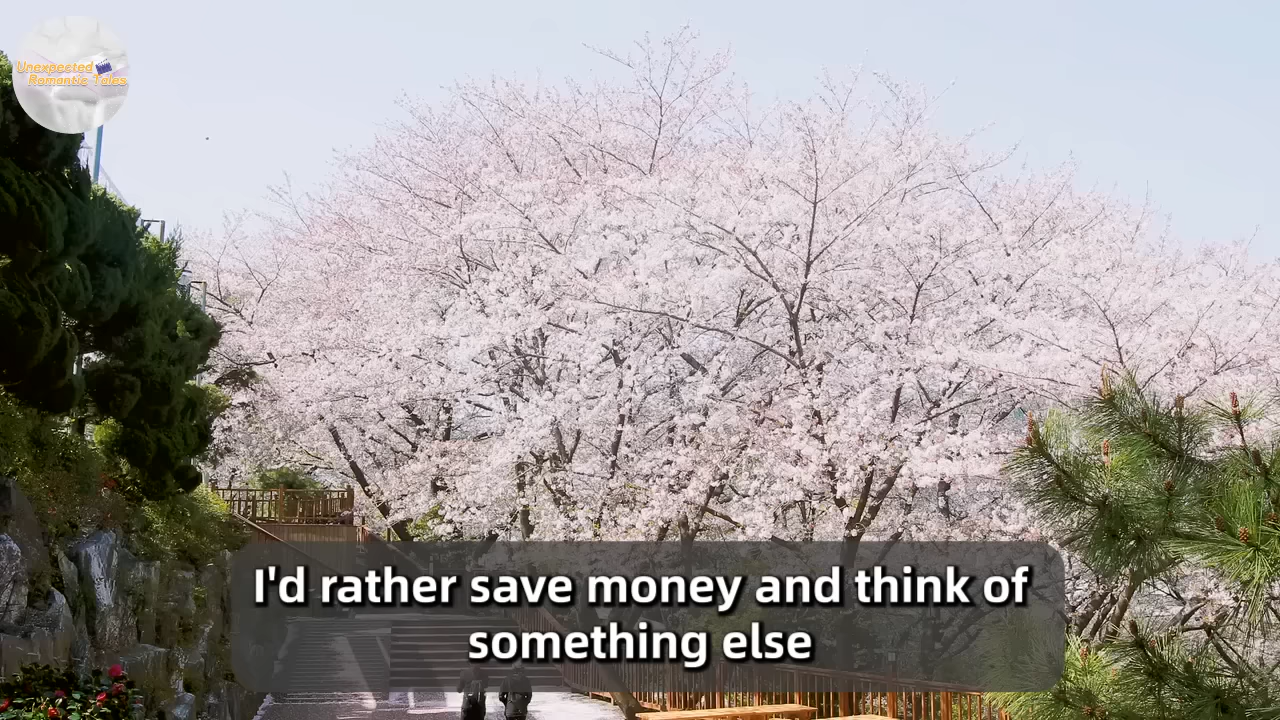 Unexpected
Romantic Tales
I'd rather save money and think of
something else